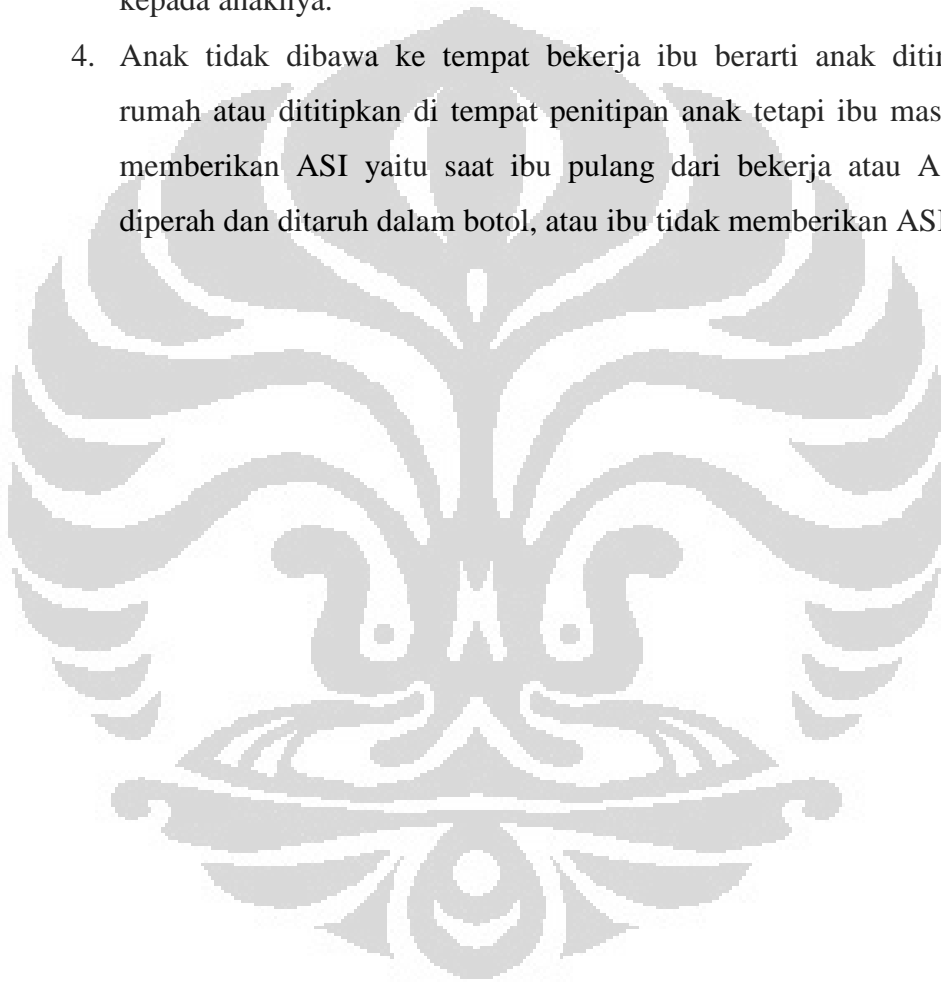 kepada anaknya.
4. Anak tidak dibawa ke tempat bekerja ibu berarti anak
rumah atau dititipkan di tempat penitipan anak tetapi ibu
memberikan ASI yaitu saat ibu pulang dari bekerja atau
diperah dan ditaruh dalam botol, atau ibu tidak memberikan ASI